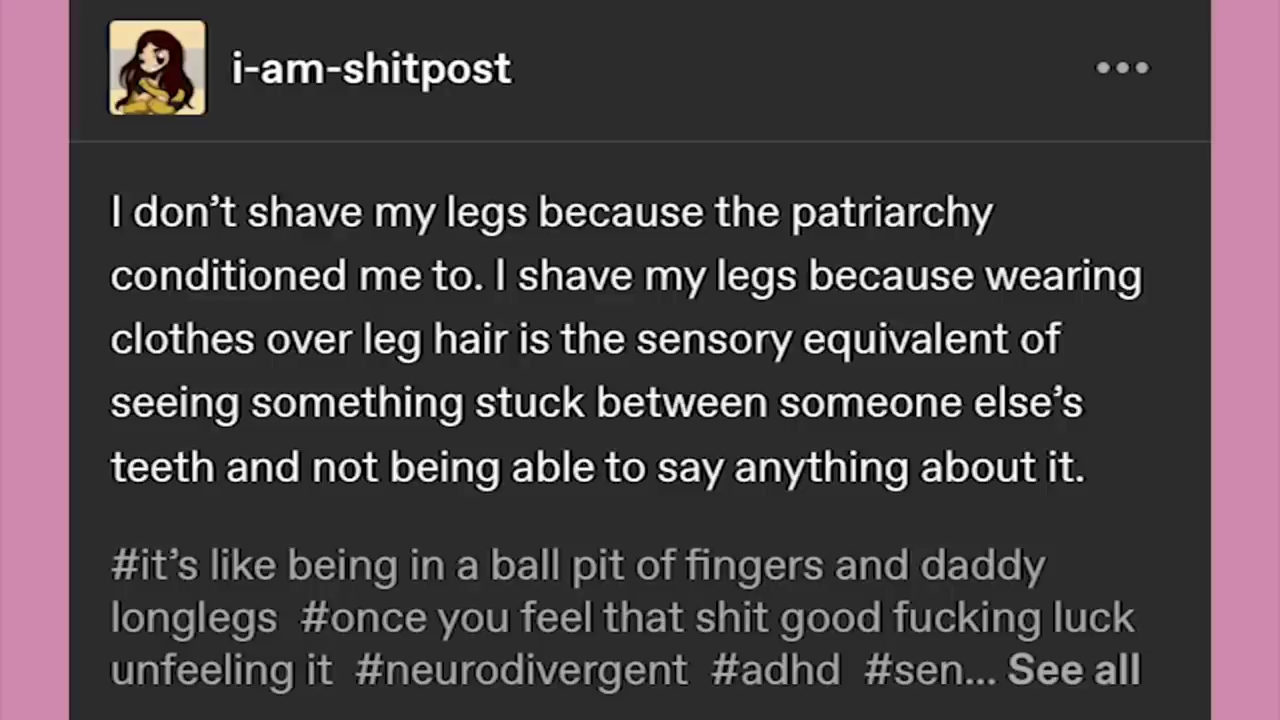 i-am-shitpost
I don’t shave my legs because the patriarchy
conditioned me to. I shave my legs because wearing
clothes over leg hair is the sensory equivalent of
seeing something stuck between someone else’s
teeth and not being able to say anything about it.
#it’s like being in a ball pit of fingers and daddy
longlegs #once you feel that shit good fucking luck
unfeeling it #neurodivergent #adhd #sen... See all